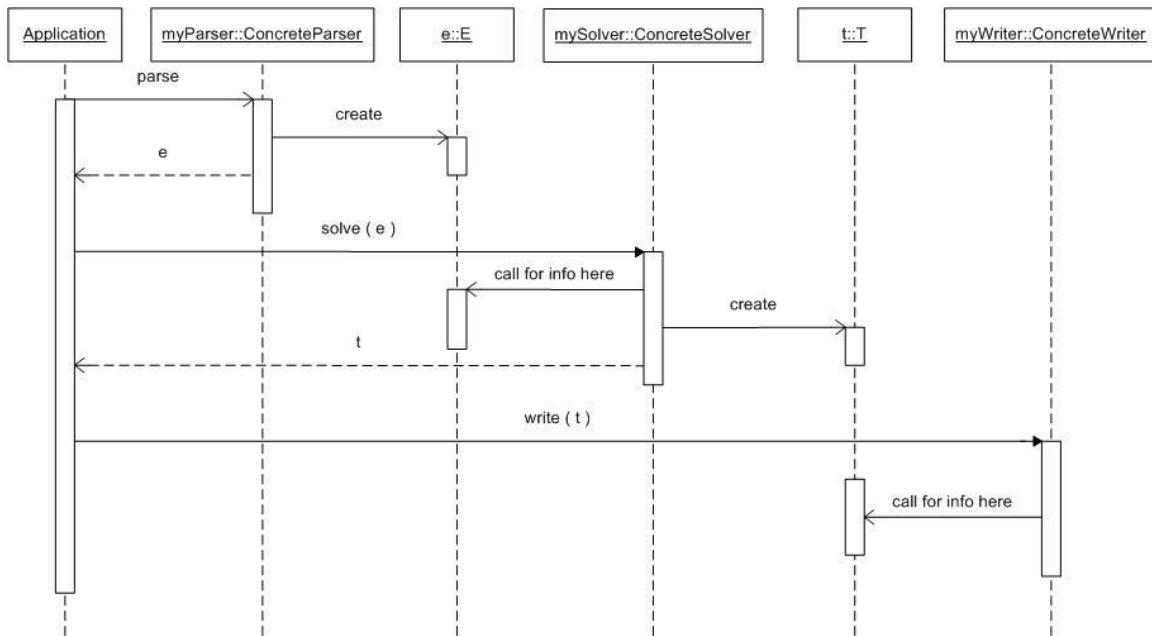 Application
myParser::ConcreteParser
e::E
mySolver::ConcreteSolver
t::T
myWriter::ConcreteWriter
parse
create
e
solve ( e )
call for info here
create
t
write ( t )
call for info here